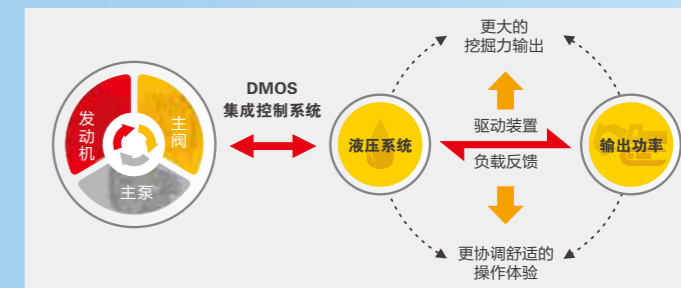 更大的
挖掘力输出
DMOS
集成控制系统
发动机
主阀
主泵
液压系统
驱动装置
负载反馈
输出功率
更协调舒适的
操作体验